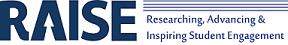 RAISE
Researching, Advancing &
Inspiring Student Engagement